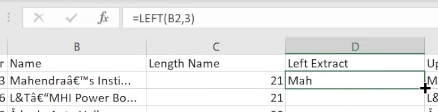 fx =LEFT(B2,3)
B C D
r Name Length Name Left Extract Up
3 Mahendraâ€™s Insti... 21 Mah M
6 L&Tâ€“MHI Power Bo... 21 L&